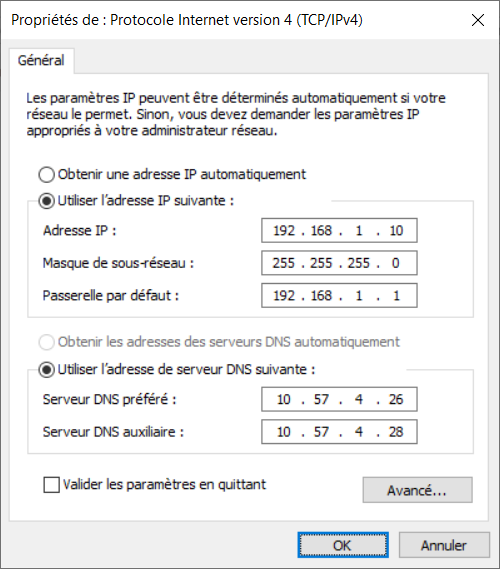 Propriétés de : Protocole Internet version 4 (TCP/IPv4)
Général
Les paramètres IP peuvent être déterminés automatiquement si votre
réseau le permet. Sinon, vous devez demander les paramètres IP
appropriés à votre administrateur réseau.
Obtenir une adresse IP automatiquement
Utiliser l'adresse IP suivante :
Adresse IP : 192 . 168 . 1 . 10
Masque de sous-réseau : 255 . 255 . 255 . 0
Passerelle par défaut : 192 . 168 . 1 . 1
Obtenir les adresses des serveurs DNS automatiquement
Utiliser l'adresse de serveur DNS suivante :
Serveur DNS préféré : 10 . 57 . 4 . 26
Serveur DNS auxiliaire : 10 . 57 . 4 . 28
Valider les paramètres en quittant
Avancé...
OK Annuler